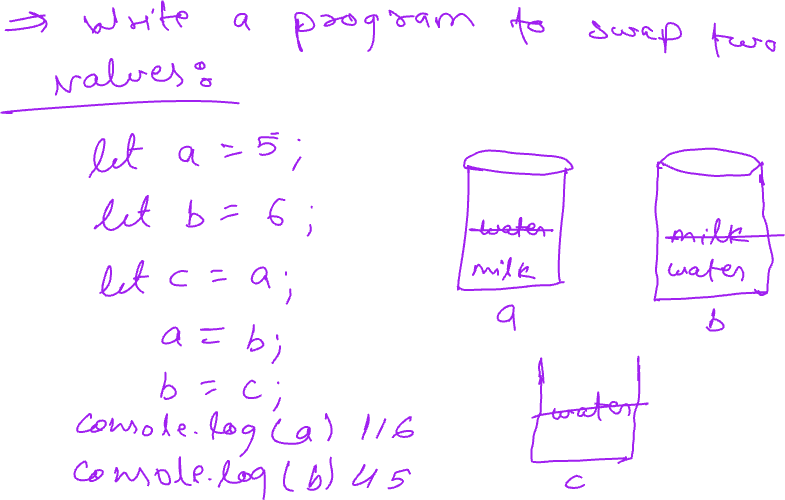 ⇒ Write a program to swap two
values:
let a = 5;
let b = 6;
let c = a;
a = b;
b = c;
console.log(a) //6
console.log(b) //5
water
milk
a
milk
water
b
water
c